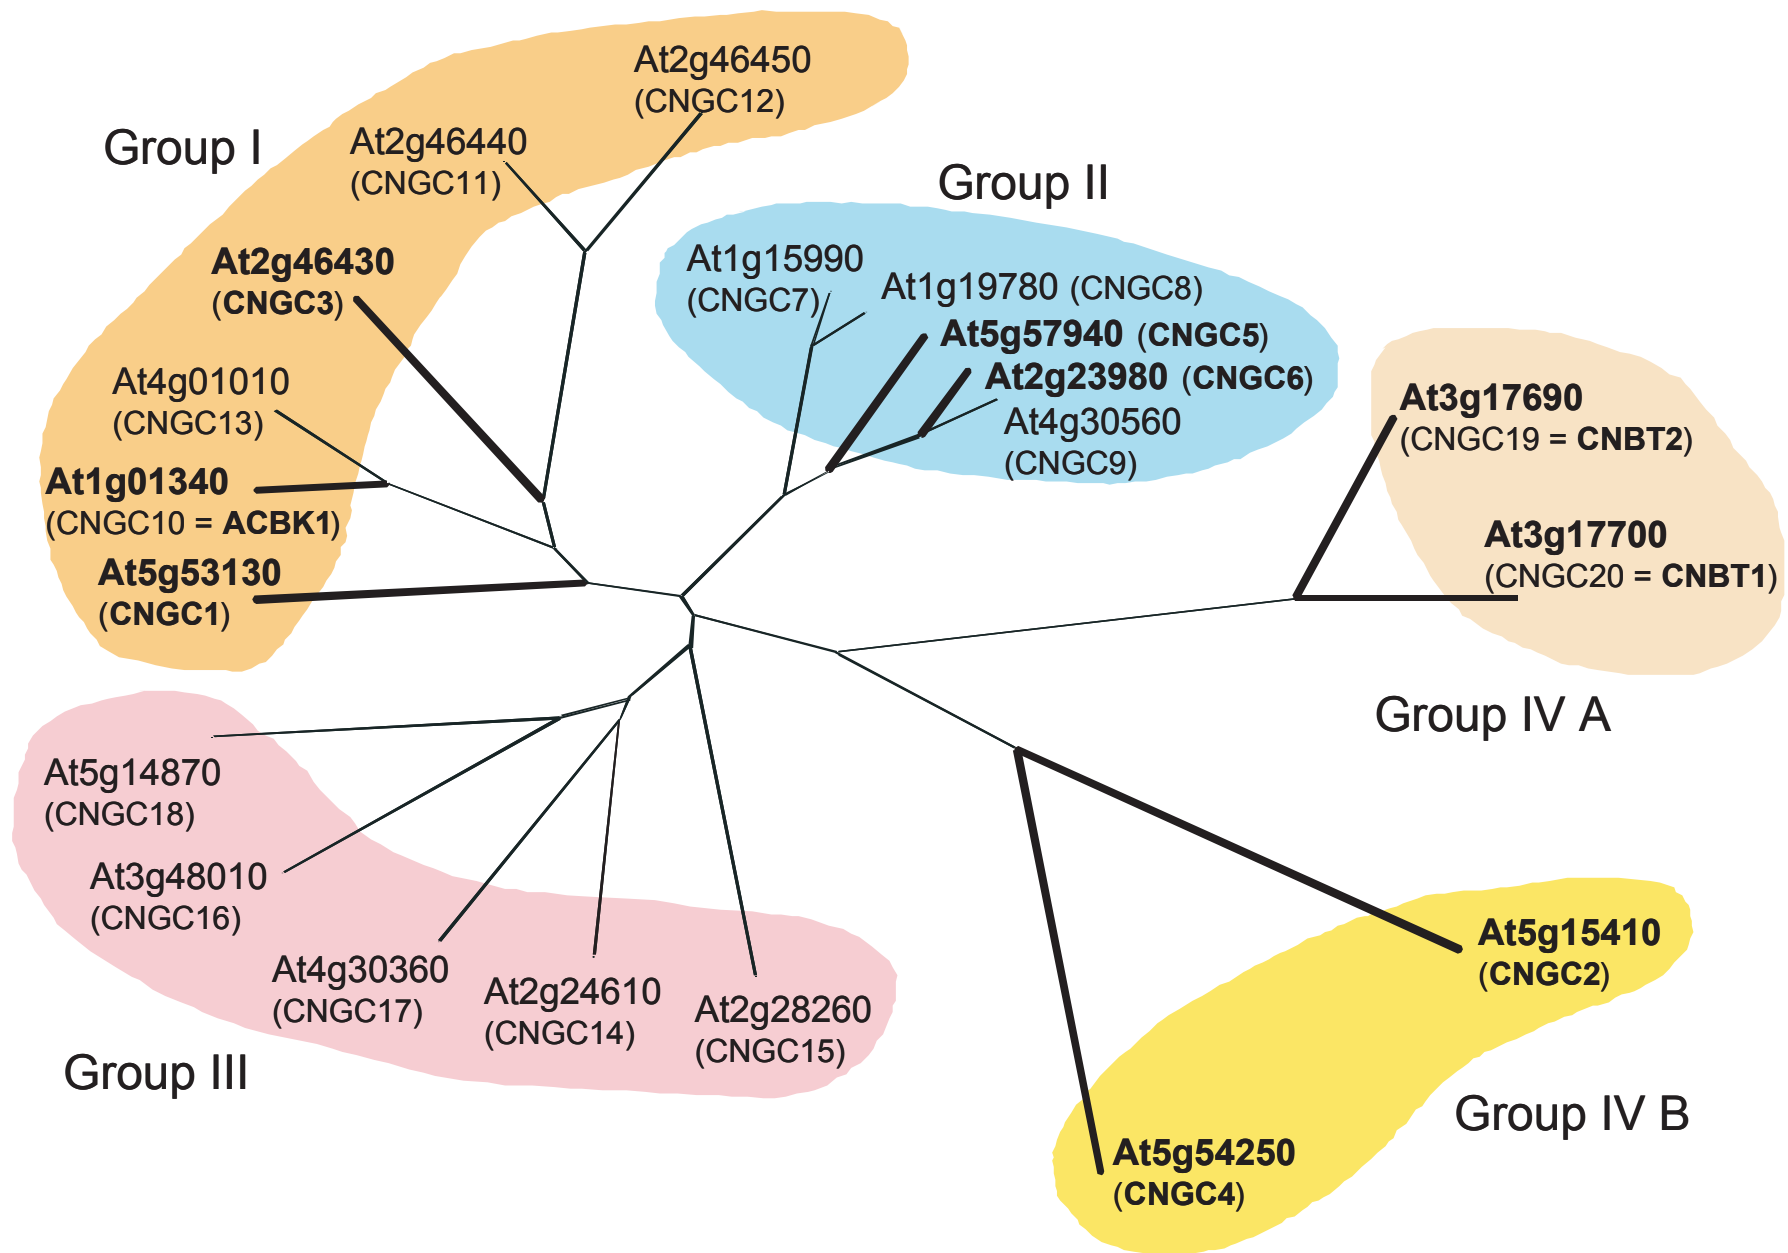 At2g46450
(CNGC12)
Group I
At2g46440
(CNGC11)
Group II
At2g46430
(CNGC3)
At1g15990
(CNGC7)
At1g19780 (CNGC8)
At5g57940 (CNGC5)
At2g23980 (CNGC6)
At4g30560
(CNGC9)
At4g01010
(CNGC13)
At3g17690
(CNGC19 = CNBT2)
At1g01340
(CNGC10 = ACBK1)
At3g17700
(CNGC20 = CNBT1)
At5g53130
(CNGC1)
Group IV A
At5g14870
(CNGC18)
At3g48010
(CNGC16)
At4g30360
(CNGC17)
At2g24610
(CNGC14)
At2g28260
(CNGC15)
Group III
At5g15410
(CNGC2)
Group IV B
At5g54250
(CNGC4)